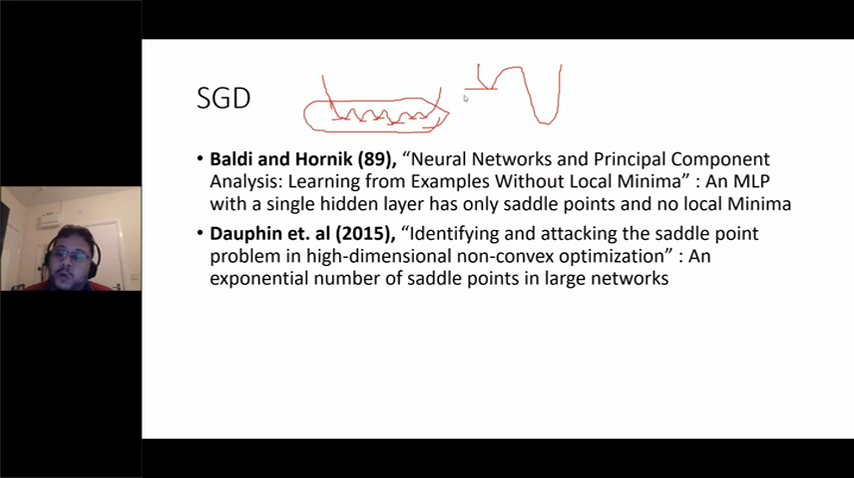 SGD
• Baldi and Hornik (89), “Neural Networks and Principal Component
Analysis: Learning from Examples Without Local Minima” : An MLP
with a single hidden layer has only saddle points and no local Minima
• Dauphin et. al (2015), “Identifying and attacking the saddle point
problem in high-dimensional non-convex optimization” : An
exponential number of saddle points in large networks